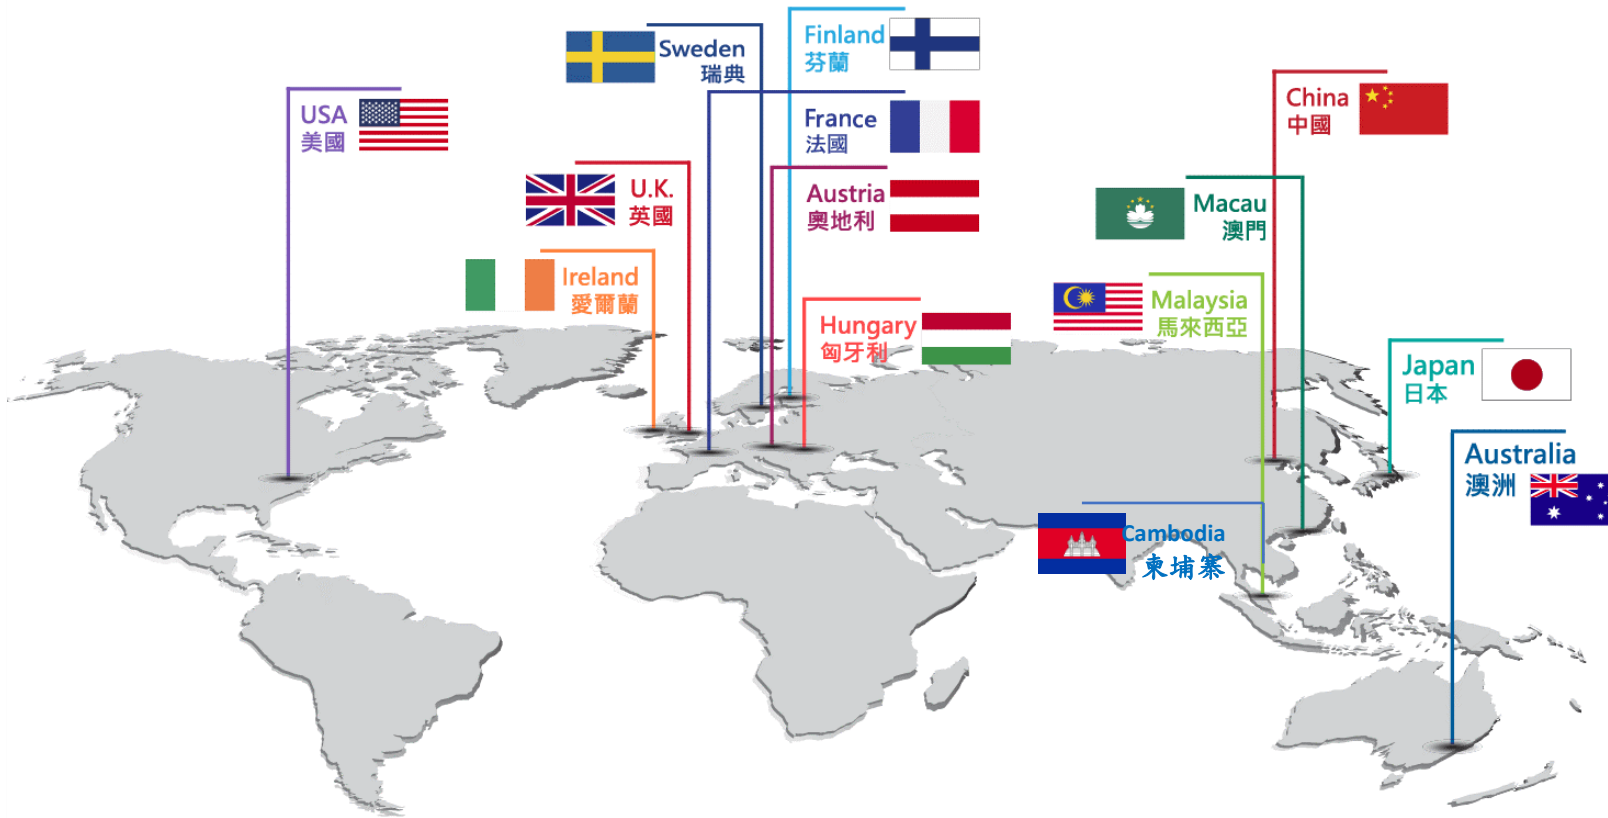 USA
美國
Sweden
瑞典
Finland
芬蘭
France
法國
U.K.
英國
Austria
奧地利
Ireland
愛爾蘭
Hungary
匈牙利
China
中國
Macau
澳門
Malaysia
馬來西亞
Japan
日本
Australia
澳洲
Cambodia
柬埔寨